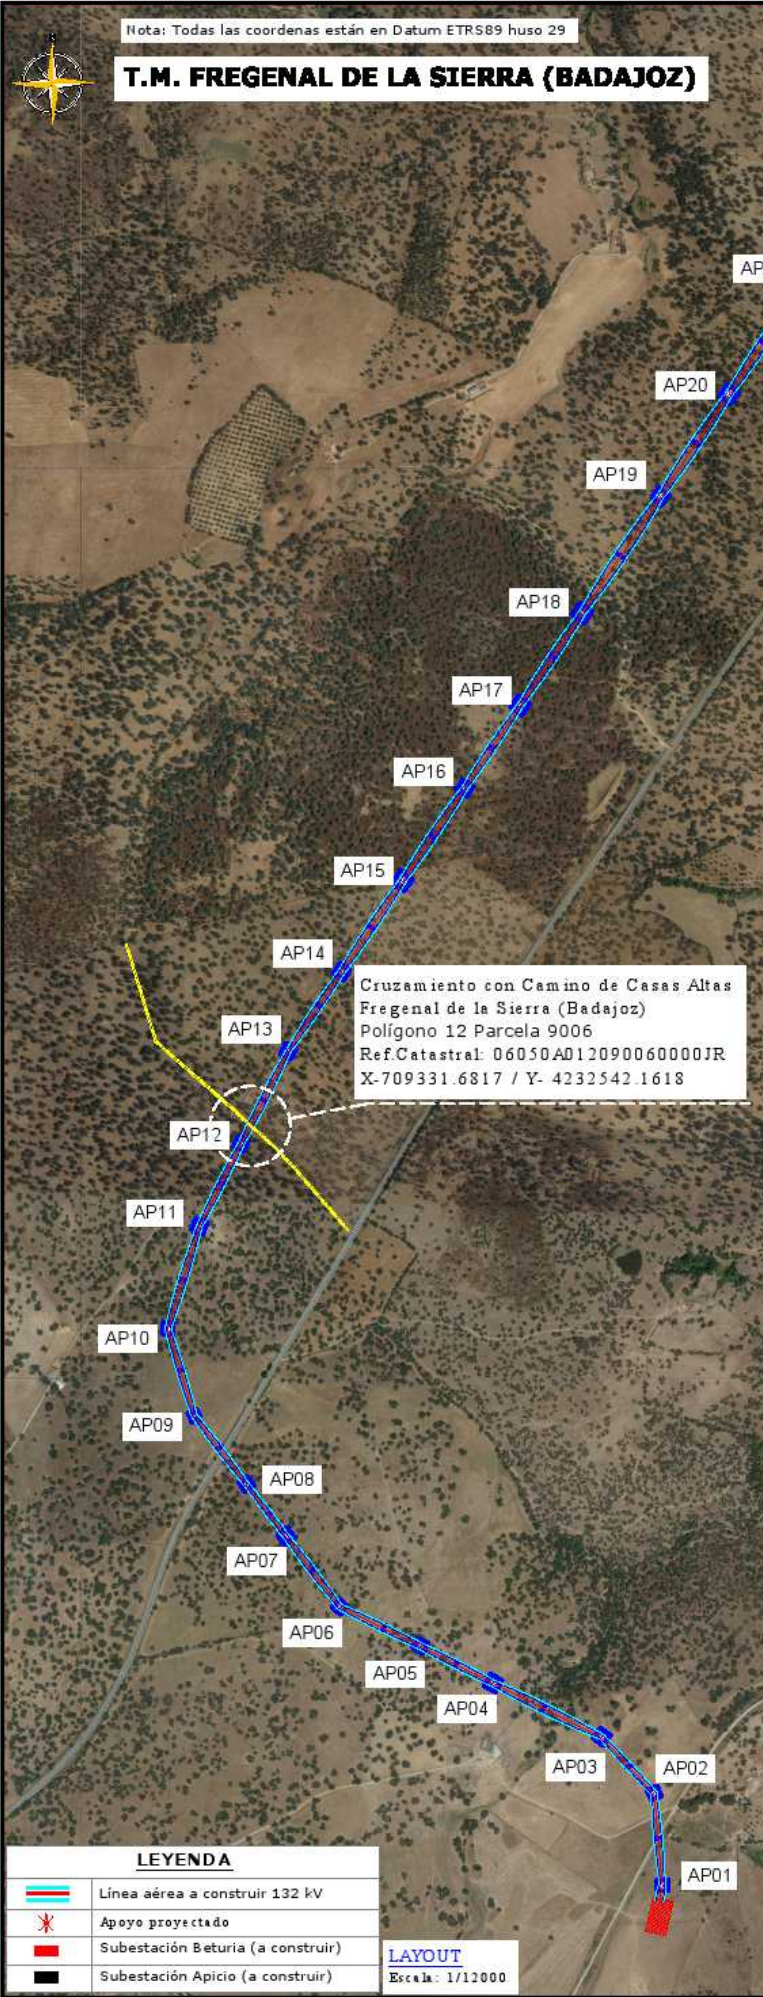 Nota: Todas las coordenas están en Datum ETRS89 huso 29
N
T.M. FREGENAL DE LA SIERRA (BADAJOZ)
AP
AP20
AP19
AP18
AP17
AP16
AP15
AP14
Cruzamiento con Camino de Casas Altas
Fregenal de la Sierra (Badajoz)
Polígono 12 Parcela 9006
Ref.Catastral: 06050A012090060000JR
X-709331.6817 / Y- 4232542.1618
AP13
AP12
AP11
AP10
AP09
AP08
AP07
AP06
AP05
AP04
AP03
AP02
AP01
LEYENDA
Línea aérea a construir 132 kV
Apoyo proyectado
Subestación Beturia (a construir)
Subestación Apicio (a construir)
LAYOUT
Escala: 1/12000